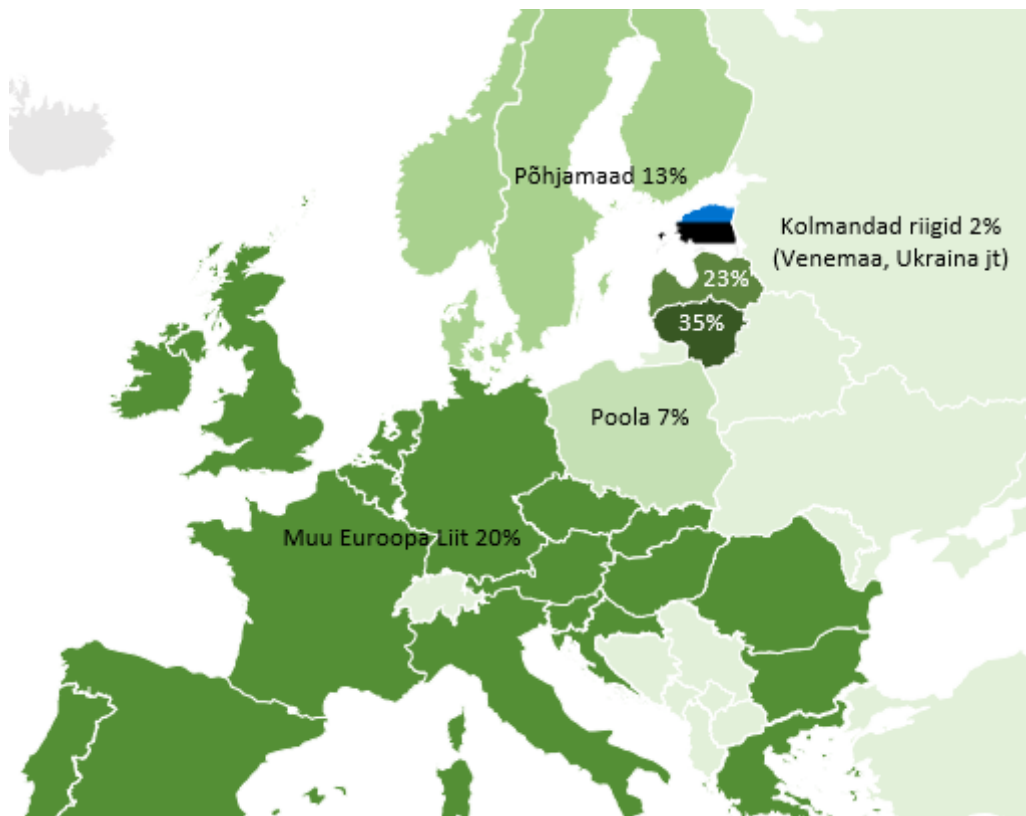 Põhjamaad 13%
Kolmandad riigid 2%
(Venemaa, Ukraina jt)
23%
35%
Poola 7%
Muu Euroopa Liit 20%